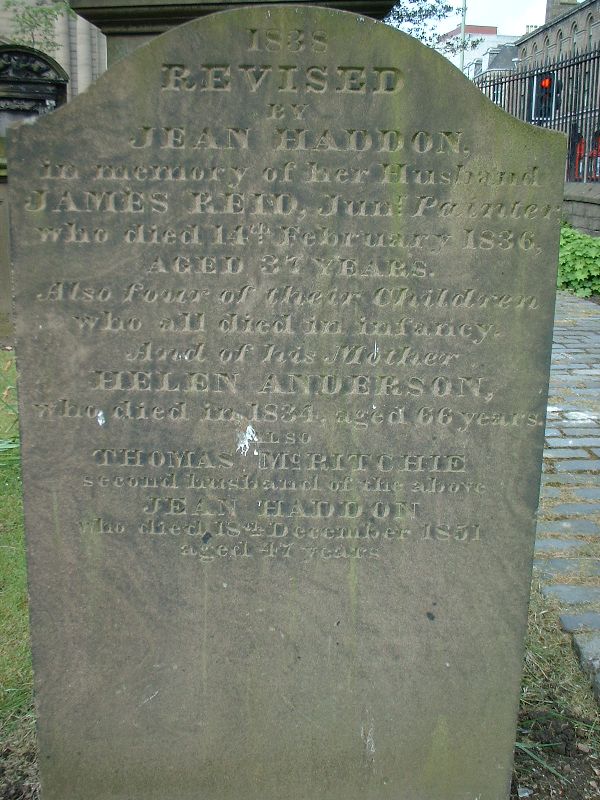 1838
REVISED
BY
JEAN HADDON,
in memory of her Husband
JAMES REID, Junr. Painter
who died 14th February 1836,
AGED 37 YEARS.
Also four of their Children
who all died in infancy.
And of his Mother
HELEN ANDERSON,
who died in 1834, aged 66 years.
ALSO
THOMAS McRITCHIE
second husband of the above
JEAN HADDON
who died 18th December 1851
aged 47 years